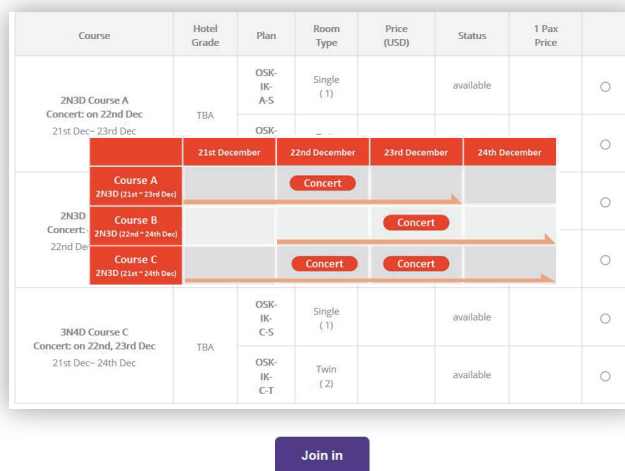 Course
Hotel Grade
Plan
Room Type
Price (USD)
Status
1 Pax Price
2N3D Course A
Concert: on 22nd Dec
21st Dec~ 23rd Dec
TBA
OSK-
IK-
A-S
Single
( 1)
available
OSK-
21st December
22nd December
23rd December
24th December
Course A
2N3D (21st ~ 23rd Dec)
Concert
2N3D
Concert:
22nd De
Course B
2N3D (22nd ~ 24th Dec)
Concert
Course C
2N3D (21st ~ 24th Dec)
Concert
Concert
3N4D Course C
Concert: on 22nd, 23rd Dec
21st Dec~ 24th Dec
TBA
OSK-
IK-
C-S
Single
( 1)
available
OSK-
IK-
C-T
Twin
( 2)
available
Join in